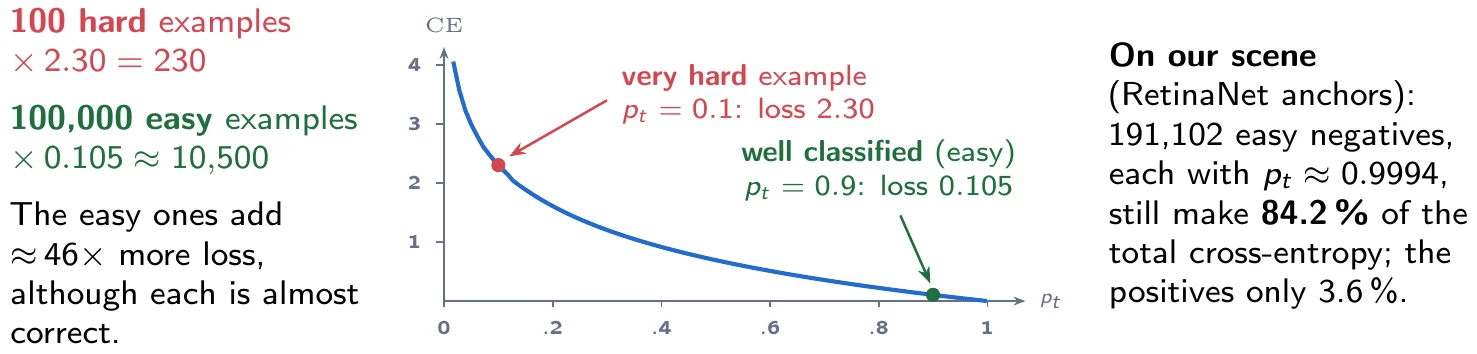 100 hard examples
× 2.30 = 230
100,000 easy examples
× 0.105 ≈ 10,500
The easy ones add
≈ 46× more loss,
although each is almost
correct.
CE
4
3
2
1
0 .2 .4 .6 .8 1
p_t
very hard example
p_t = 0.1: loss 2.30
well classified (easy)
p_t = 0.9: loss 0.105
On our scene
(RetinaNet anchors):
191,102 easy negatives,
each with p_t ≈ 0.9994,
still make 84.2 % of the
total cross-entropy; the
positives only 3.6 %.